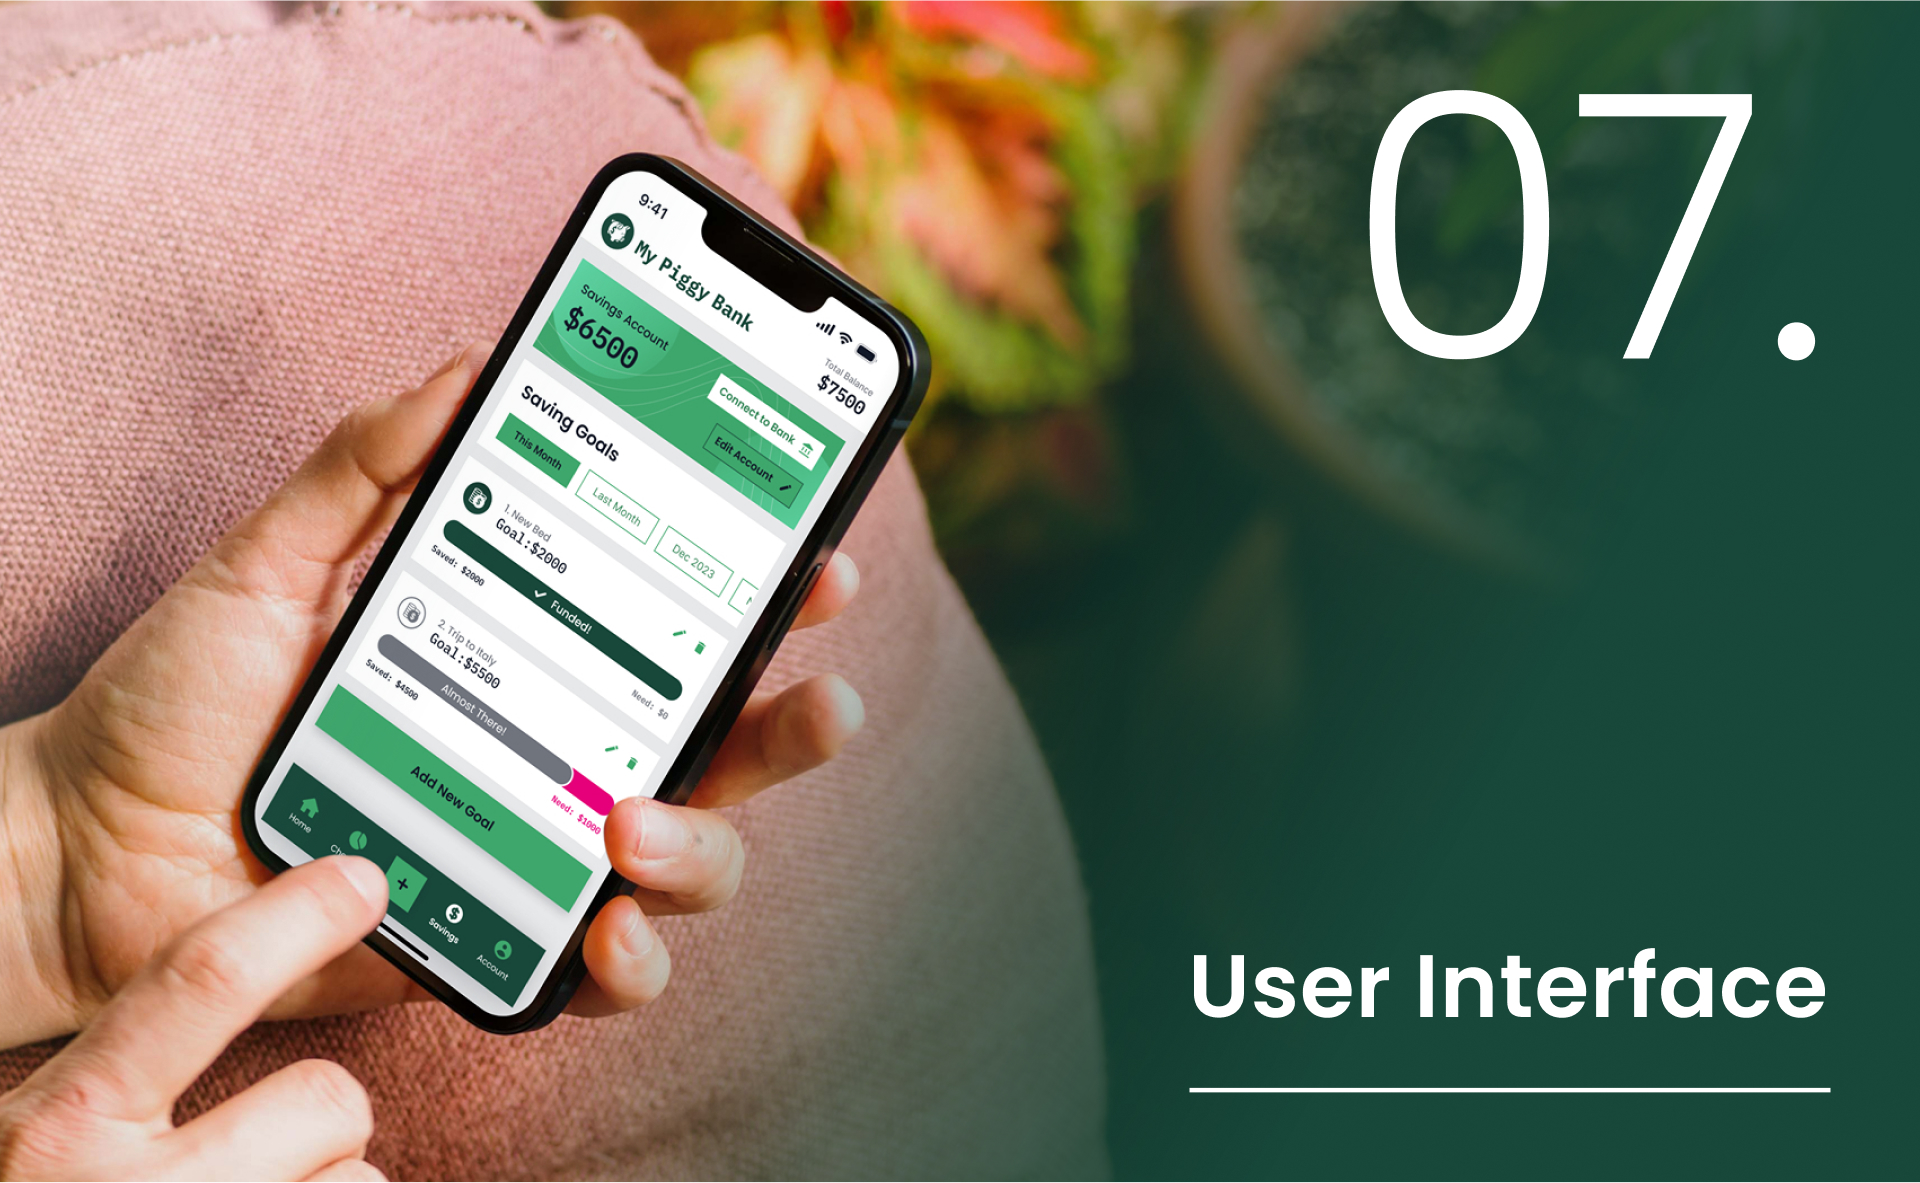 07.
9:41
My Piggy Bank
Total Balance
$7500
Savings Account
$6500
Connect to Bank
Edit Account
Saving Goals
This Month
Last Month
Dec 2023
1. New Bed
Goal:$2000
Funded!
Saved: $2000
Need: $0
2. Trip to Italy
Goal:$5500
Almost There!
Saved: $4500
Need: $1000
Add New Goal
Home
Savings
Account
User Interface